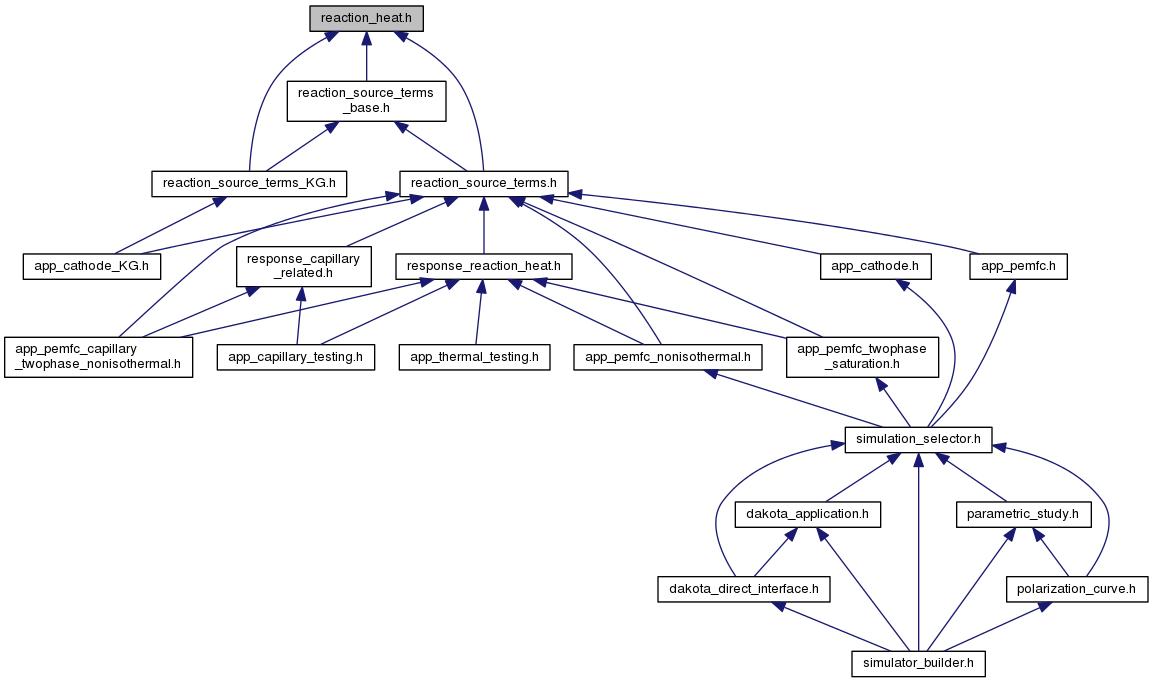 reaction_heat.h
reaction_source_terms
_base.h
reaction_source_terms_KG.h
reaction_source_terms.h
app_cathode_KG.h
response_capillary
_related.h
response_reaction_heat.h
app_cathode.h
app_pemfc.h
app_pemfc_capillary
_twophase_nonisothermal.h
app_capillary_testing.h
app_thermal_testing.h
app_pemfc_nonisothermal.h
app_pemfc_twophase
_saturation.h
simulation_selector.h
dakota_application.h
parametric_study.h
dakota_direct_interface.h
polarization_curve.h
simulator_builder.h